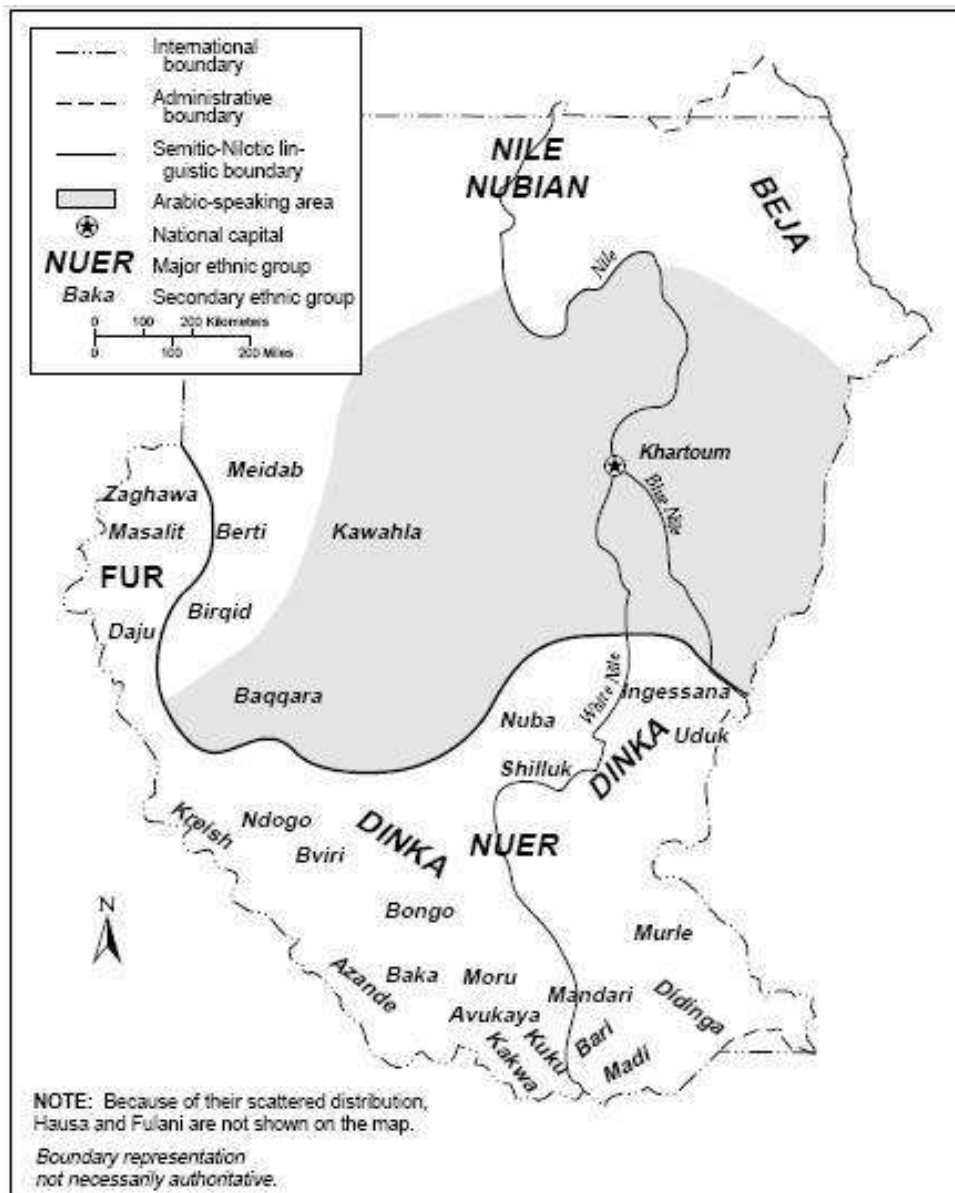 International
boundary
Administrative
boundary
Semitic-Nilotic lin-
guistic boundary
Arabic-speaking area
National capital
NUER
Major ethnic group
Baka
Secondary ethnic group
0 100 200 Kilometers
0 100 200 Miles
NILE
NUBIAN
BEJA
Nile
Khartoum
Blue Nile
Meidab
Zaghawa
Masalit
Berti
Kawahla
FUR
Birqid
Daju
Baqqara
White Nile
Ingessana
Nuba
Uduk
DINKA
Shilluk
Kreish
Ndogo
Bviri
DINKA
NUER
Bongo
N
Murle
Azande
Baka
Moru
Mandari
Didinga
Avukaya
Kuku
Bari
Kakwa
Madi
NOTE: Because of their scattered distribution,
Hausa and Fulani are not shown on the map.
Boundary representation
not necessarily authoritative.